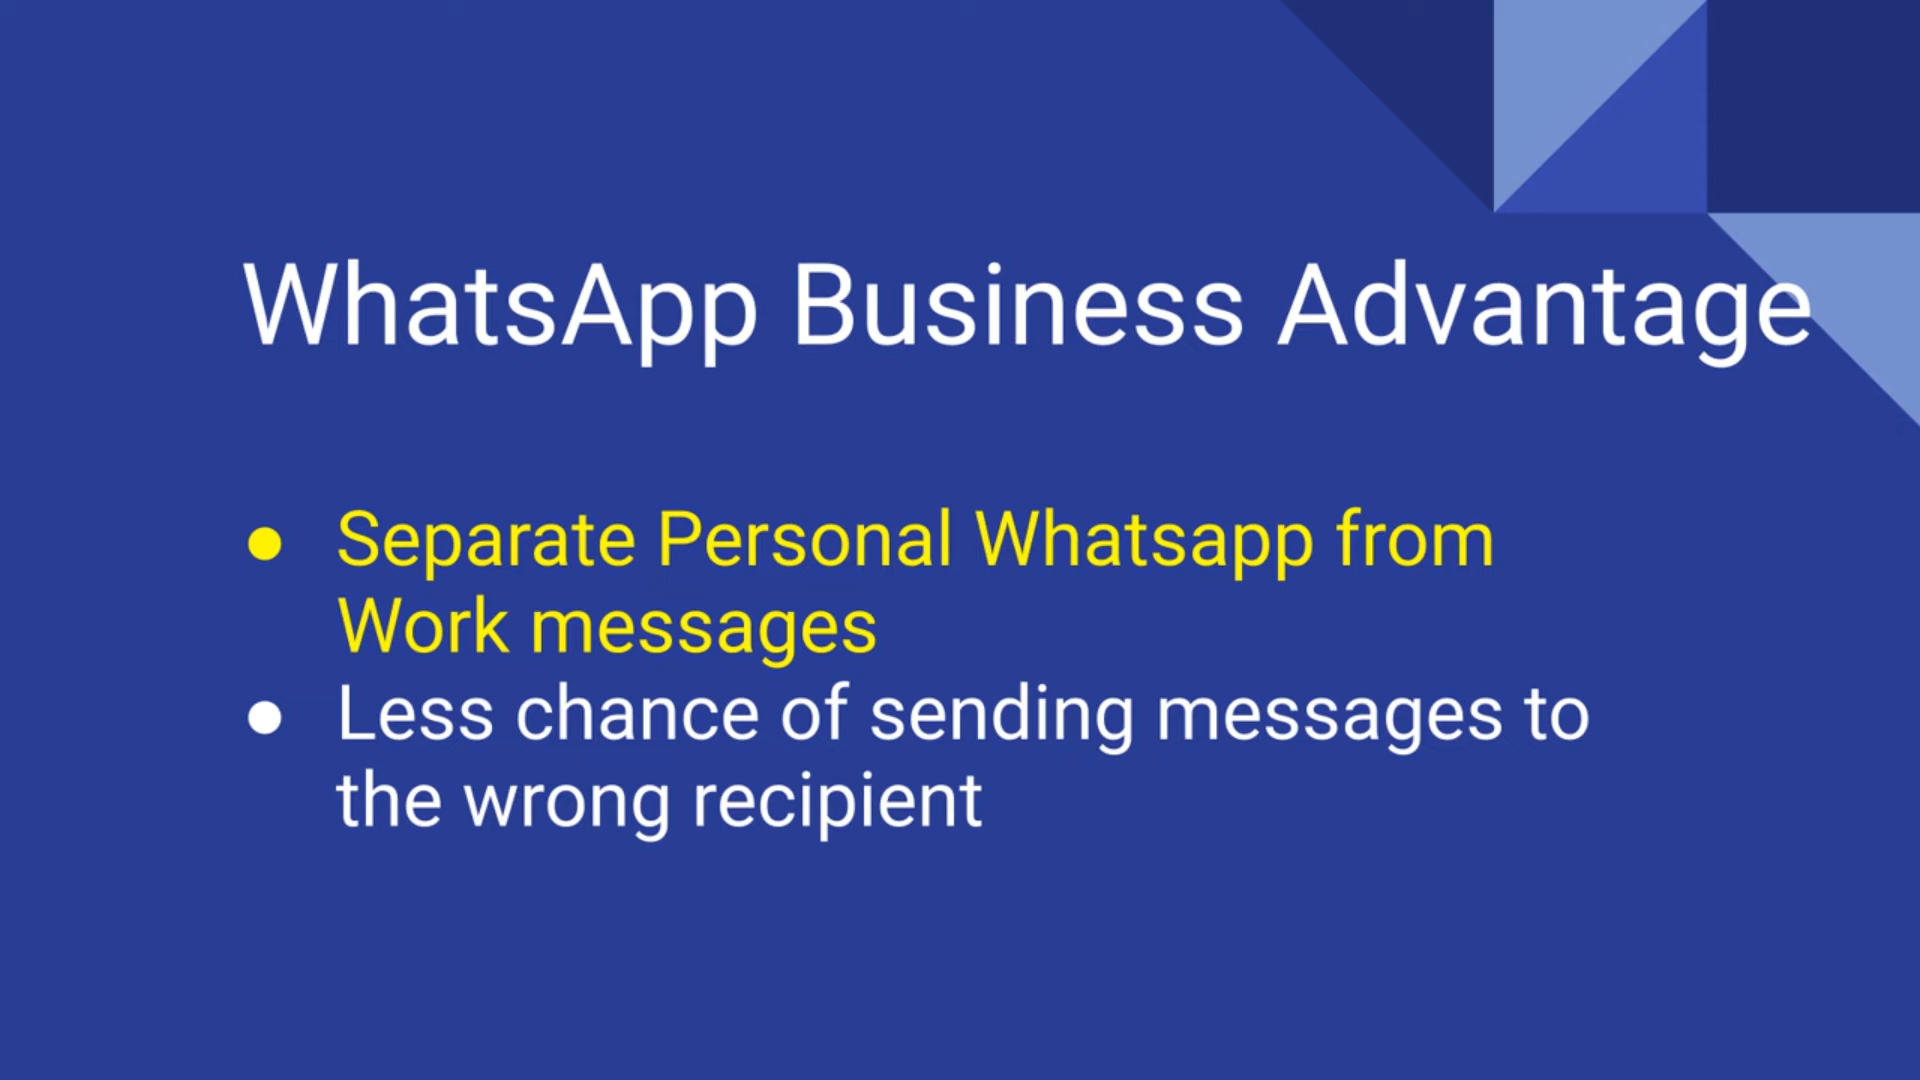 WhatsApp Business Advantage
● Separate Personal Whatsapp from
Work messages
● Less chance of sending messages to
the wrong recipient